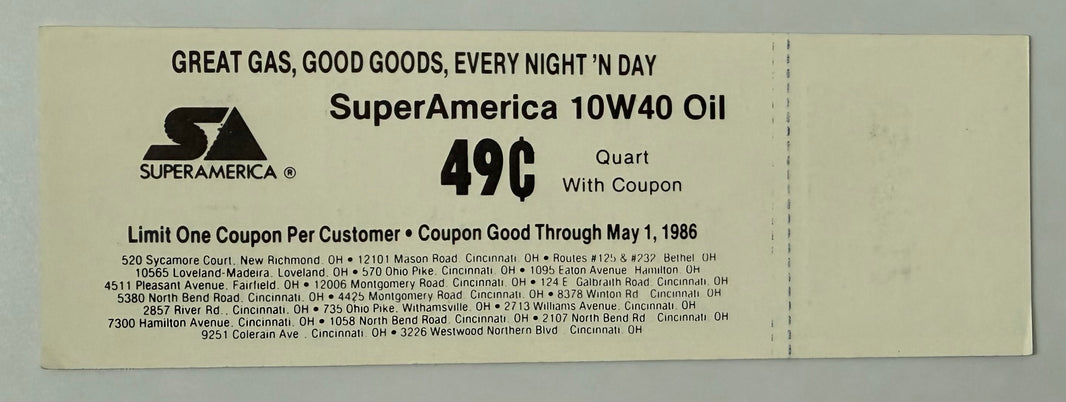 GREAT GAS, GOOD GOODS, EVERY NIGHT 'N DAY
SuperAmerica 10W40 Oil
SA
SUPERAMERICA ®
49¢
Quart
With Coupon
Limit One Coupon Per Customer • Coupon Good Through May 1, 1986
520 Sycamore Court, New Richmond, OH • 12101 Mason Road, Cincinnati, OH • Routes #125 & #232, Bethel, OH
10565 Loveland-Madeira, Loveland, OH • 570 Ohio Pike, Cincinnati, OH • 1095 Eaton Avenue, Hamilton, OH
4511 Pleasant Avenue, Fairfield, OH • 12006 Montgomery Road, Cincinnati, OH • 124 E. Galbraith Road, Cincinnati, OH
5380 North Bend Road, Cincinnati, OH • 4425 Montgomery Road, Cincinnati, OH • 8378 Winton Rd., Cincinnati, OH
2857 River Rd., Cincinnati, OH • 735 Ohio Pike, Withamsville, OH • 2713 Williams Avenue, Cincinnati, OH
7300 Hamilton Avenue, Cincinnati, OH • 1058 North Bend Road, Cincinnati, OH • 2107 North Bend Rd., Cincinnati, OH
9251 Colerain Ave., Cincinnati, OH • 3226 Westwood Northern Blvd., Cincinnati, OH